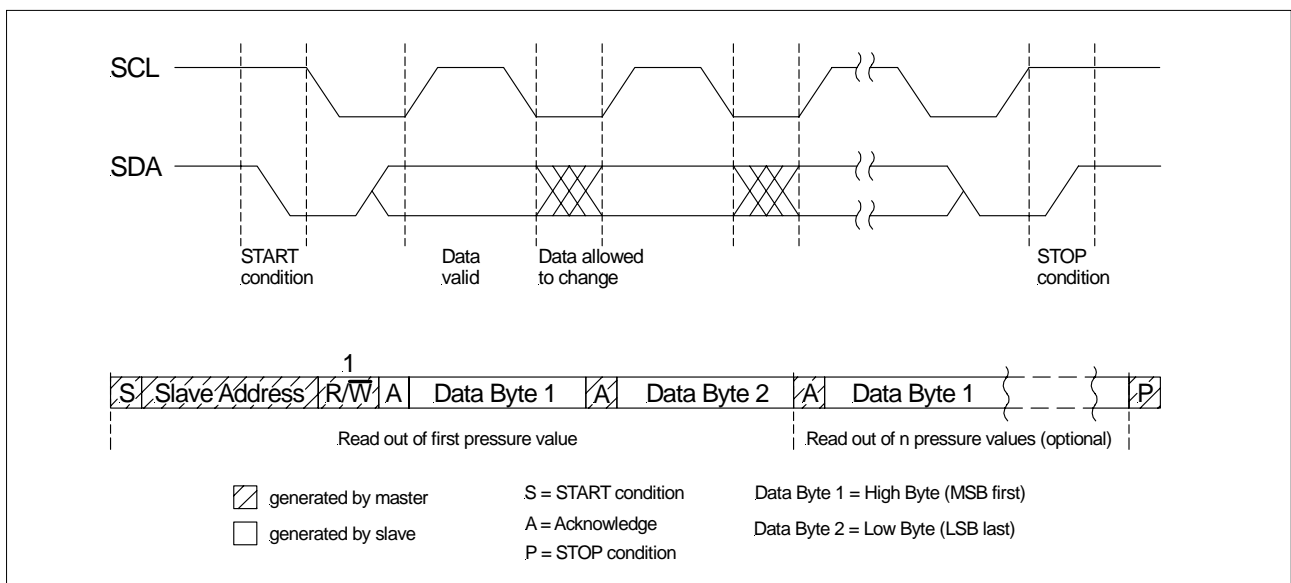 SCL
SDA
START
condition
Data
valid
Data allowed
to change
STOP
condition
1
S Slave Address R/W̅ A Data Byte 1 A Data Byte 2 A Data Byte 1 P
Read out of first pressure value
Read out of n pressure values (optional)
generated by master
generated by slave
S = START condition
A = Acknowledge
P = STOP condition
Data Byte 1 = High Byte (MSB first)
Data Byte 2 = Low Byte (LSB last)